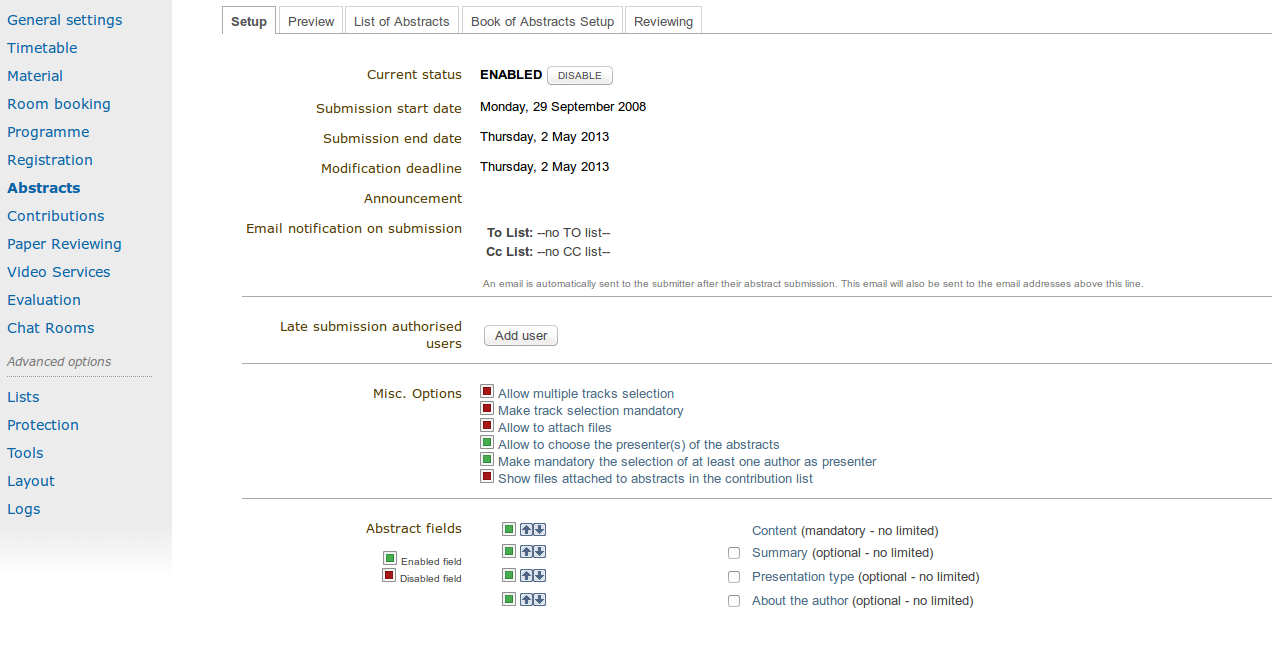 General settings
Timetable
Material
Room booking
Programme
Registration
Abstracts
Contributions
Paper Reviewing
Video Services
Evaluation
Chat Rooms
Advanced options
Lists
Protection
Tools
Layout
Logs
Setup Preview List of Abstracts Book of Abstracts Setup Reviewing
Current status ENABLED DISABLE
Submission start date Monday, 29 September 2008
Submission end date Thursday, 2 May 2013
Modification deadline Thursday, 2 May 2013
Announcement
Email notification on submission
To List: --no TO list--
Cc List: --no CC list--
An email is automatically sent to the submitter after their abstract submission. This email will also be sent to the email addresses above this line.
Late submission authorised
users
Add user
Misc. Options
Allow multiple tracks selection
Make track selection mandatory
Allow to attach files
Allow to choose the presenter(s) of the abstracts
Make mandatory the selection of at least one author as presenter
Show files attached to abstracts in the contribution list
Abstract fields
Enabled field
Disabled field
Content (mandatory - no limited)
Summary (optional - no limited)
Presentation type (optional - no limited)
About the author (optional - no limited)